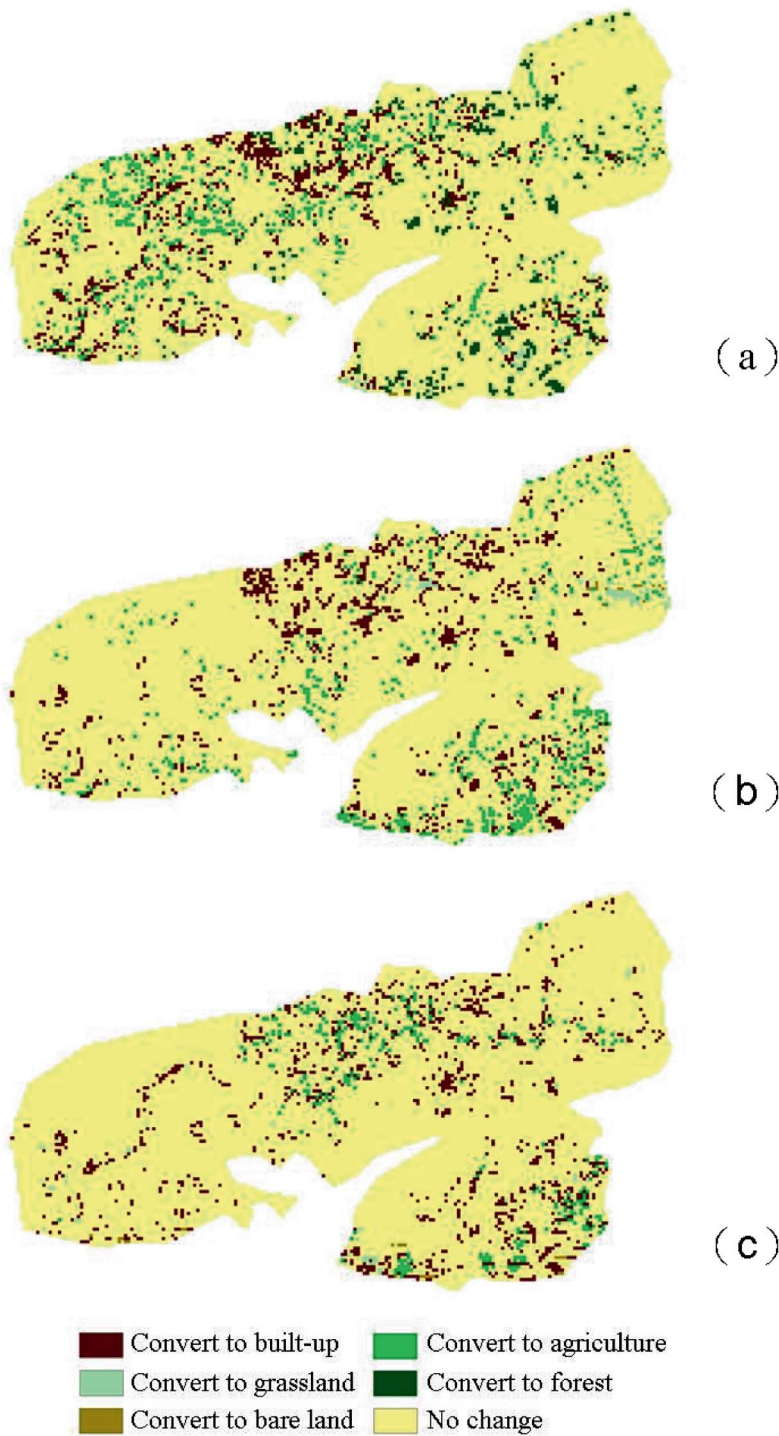 (a)
(b)
(c)
Convert to built-up
Convert to agriculture
Convert to grassland
Convert to forest
Convert to bare land
No change